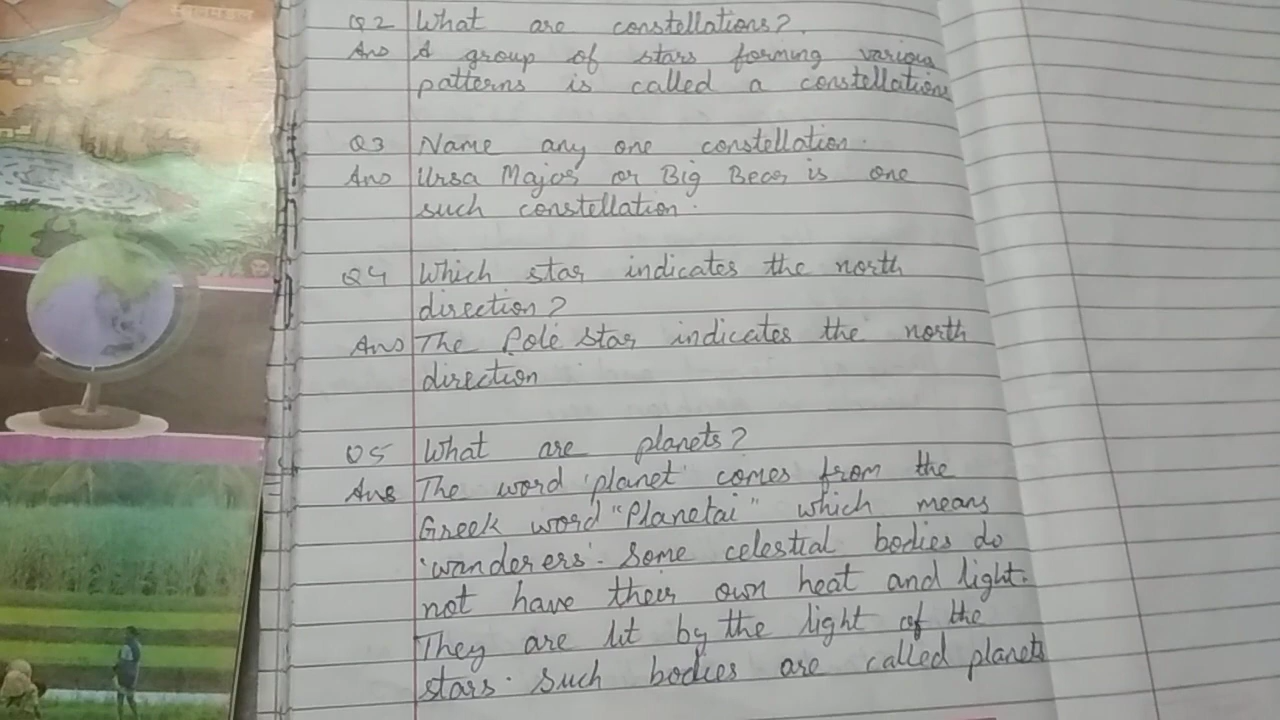 Q2 What are constellations?
Ans A group of stars forming various
patterns is called a constellations
Q3 Name any one constellation.
Ans Ursa Major or Big Bear is one
such constellation.
Q4 Which star indicates the north
direction?
Ans The Pole Star indicates the north
direction
Q5 What are planets?
Ans The word 'planet' comes from the
Greek word "Planetai" which means
'wanderers'. Some celestial bodies do
not have their own heat and light.
They are lit by the light of the
stars. Such bodies are called planets